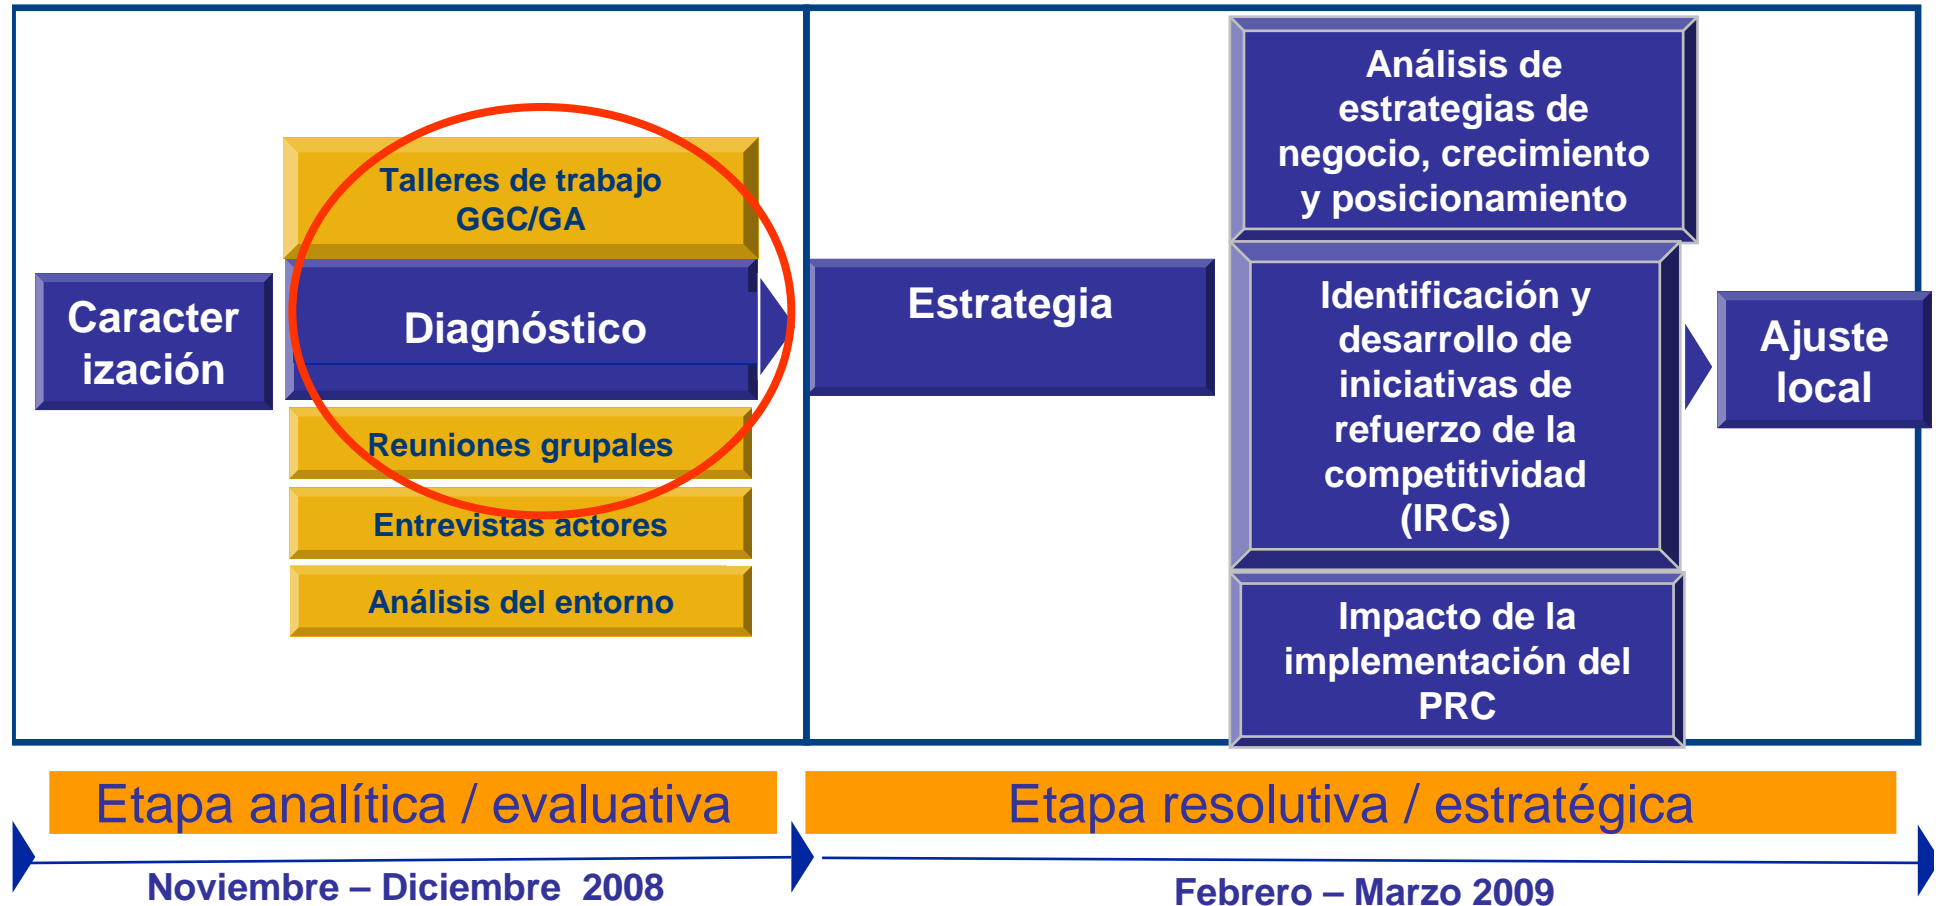 Caracter
ización
Talleres de trabajo
GGC/GA
Diagnóstico
Reuniones grupales
Entrevistas actores
Análisis del entorno
Estrategia
Análisis de
estrategias de
negocio, crecimiento
y posicionamiento
Identificación y
desarrollo de
iniciativas de
refuerzo de la
competitividad
(IRCs)
Impacto de la
implementación del
PRC
Ajuste
local
Etapa analítica / evaluativa
Etapa resolutiva / estratégica
Noviembre – Diciembre 2008
Febrero – Marzo 2009